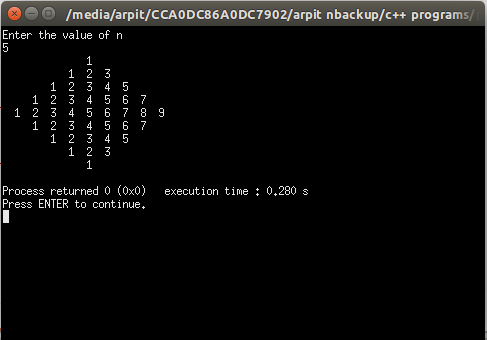 /media/arpit/CCA0DC86A0DC7902/arpit nbackup/c++ programs/
Enter the value of n
5
1
1 2 3
1 2 3 4 5
1 2 3 4 5 6 7
1 2 3 4 5 6 7 8 9
1 2 3 4 5 6 7
1 2 3 4 5
1 2 3
1
Process returned 0 (0x0) execution time : 0.280 s
Press ENTER to continue.